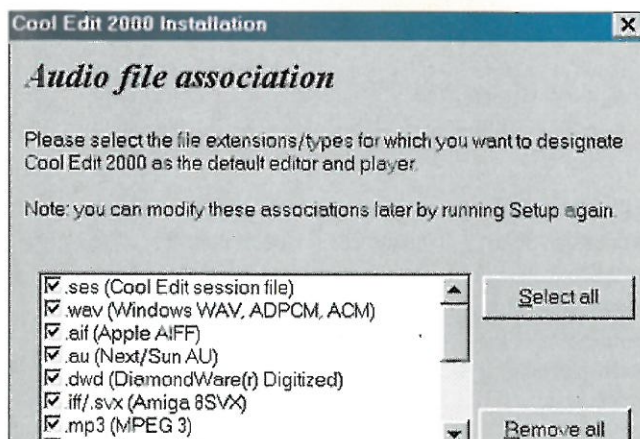 Cool Edit 2000 Installation
Audio file association
Please select the file extensions/types for which you want to designate
Cool Edit 2000 as the default editor and player.
Note: you can modify these associations later by running Setup again.
.ses (Cool Edit session file)
.wav (Windows WAV, ADPCM, ACM)
.aif (Apple AIFF)
.au (Next/Sun AU)
.dwd (DiamondWare(r) Digitized)
.iff/.svx (Amiga 8SVX)
.mp3 (MPEG 3)
Select all
Remove all